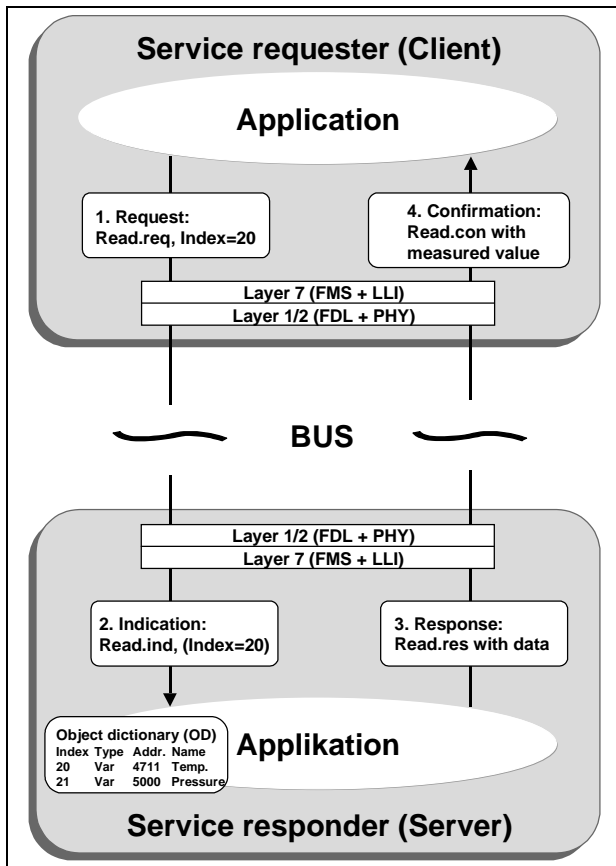 Service requester (Client)
Application
1. Request:
Read.req, Index=20
4. Confirmation:
Read.con with
measured value
Layer 7 (FMS + LLI)
Layer 1/2 (FDL + PHY)
BUS
Layer 1/2 (FDL + PHY)
Layer 7 (FMS + LLI)
2. Indication:
Read.ind, (Index=20)
3. Response:
Read.res with data
Object dictionary (OD)
Index Type Addr. Name
20 Var 4711 Temp.
21 Var 5000 Pressure
Applikation
Service responder (Server)